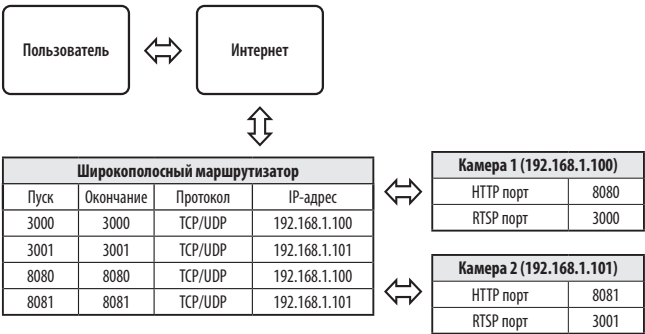 Пользователь
Интернет
Широкополосный маршрутизатор
Пуск Окончание Протокол IP-адрес
3000 3000 TCP/UDP 192.168.1.100
3001 3001 TCP/UDP 192.168.1.101
8080 8080 TCP/UDP 192.168.1.100
8081 8081 TCP/UDP 192.168.1.101
Камера 1 (192.168.1.100)
HTTP порт 8080
RTSP порт 3000
Камера 2 (192.168.1.101)
HTTP порт 8081
RTSP порт 3001